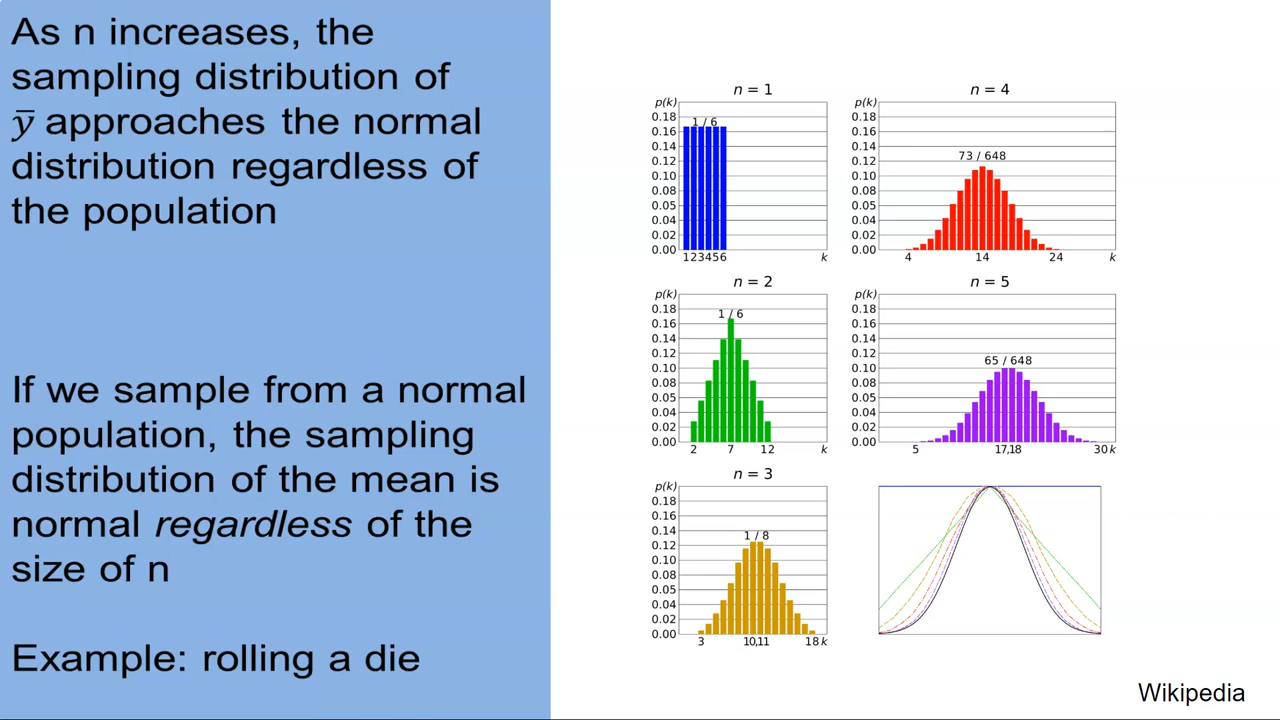 As n increases, the
sampling distribution of
ȳ approaches the normal
distribution regardless of
the population
If we sample from a normal
population, the sampling
distribution of the mean is
normal regardless of the
size of n
Example: rolling a die
n = 1
p(k)
0.18
0.16
0.14
0.12
0.10
0.08
0.05
0.04
0.02
0.00
1 / 6
123456 k
n = 2
p(k)
0.18
0.16
0.14
0.12
0.10
0.08
0.05
0.04
0.02
0.00
1 / 6
2 7 12 k
n = 3
p(k)
0.18
0.16
0.14
0.12
0.10
0.08
0.05
0.04
0.02
0.00
1 / 8
3 10,11 18 k
n = 4
p(k)
0.18
0.16
0.14
0.12
0.10
0.08
0.05
0.04
0.02
0.00
73 / 648
4 14 24 k
n = 5
p(k)
0.18
0.16
0.14
0.12
0.10
0.08
0.05
0.04
0.02
0.00
65 / 648
5 17,18 30 k
Wikipedia